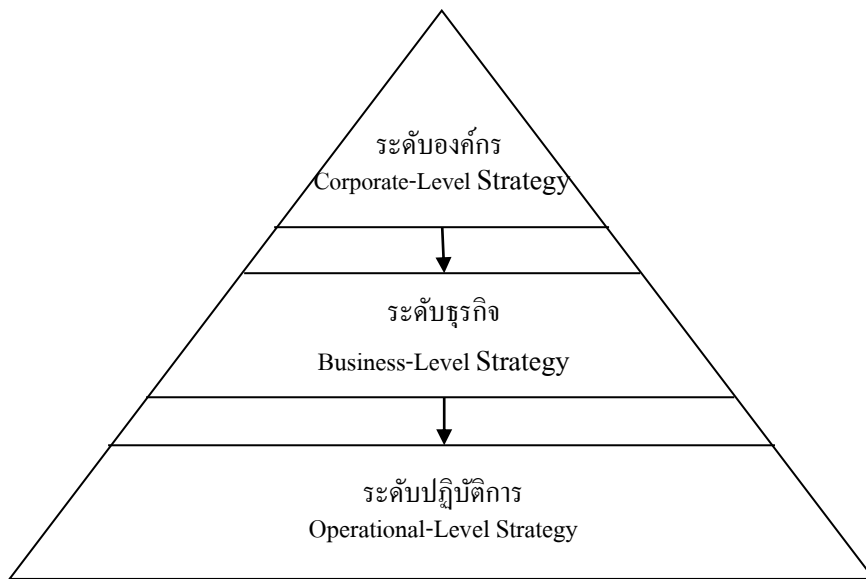 ระดับองค์กร
Corporate-Level Strategy
ระดับธุรกิจ
Business-Level Strategy
ระดับปฏิบัติการ
Operational-Level Strategy